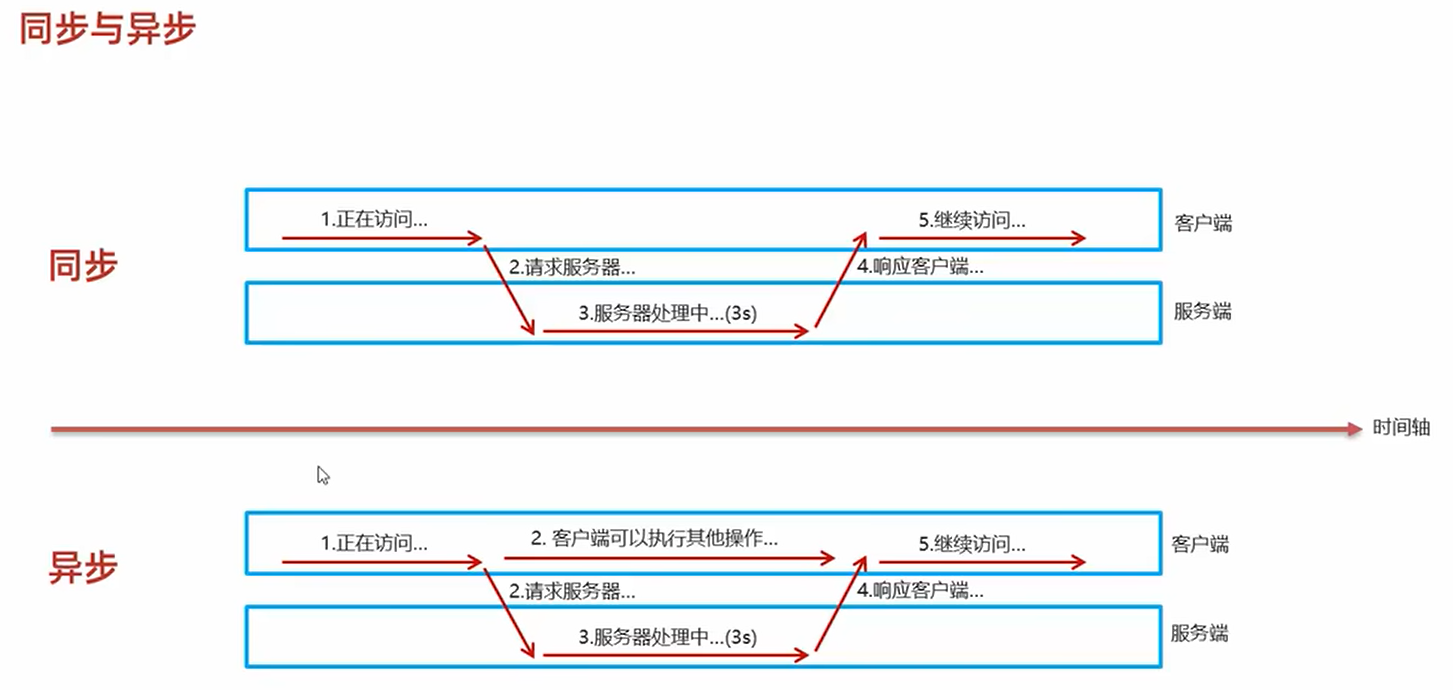 同步与异步
1.正在访问...
5.继续访问...
客户端
同步
2.请求服务器...
4.响应客户端...
3.服务器处理中...(3s)
服务端
时间轴
1.正在访问...
2. 客户端可以执行其他操作...
5.继续访问...
客户端
异步
2.请求服务器...
4.响应客户端...
3.服务器处理中...(3s)
服务端